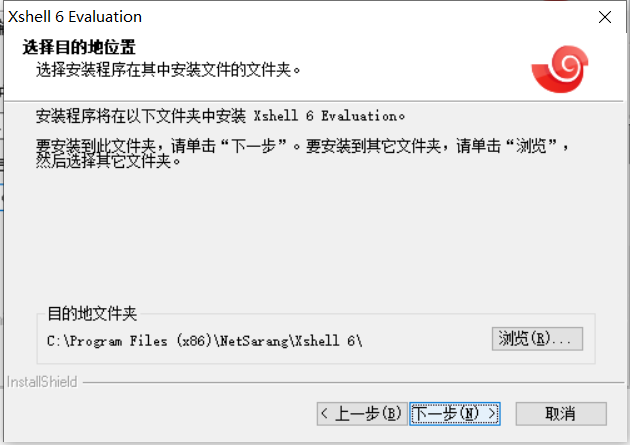 Xshell 6 Evaluation
选择目的地位置
选择安装程序在其中安装文件的文件夹。
安装程序将在以下文件夹中安装 Xshell 6 Evaluation。
要安装到此文件夹，请单击“下一步”。要安装到其它文件夹，请单击“浏览”，
然后选择其它文件夹。
目的地文件夹
C:\Program Files (x86)\NetSarang\Xshell 6\
浏览(R)...
InstallShield
< 上一步(B)
下一步(N) >
取消